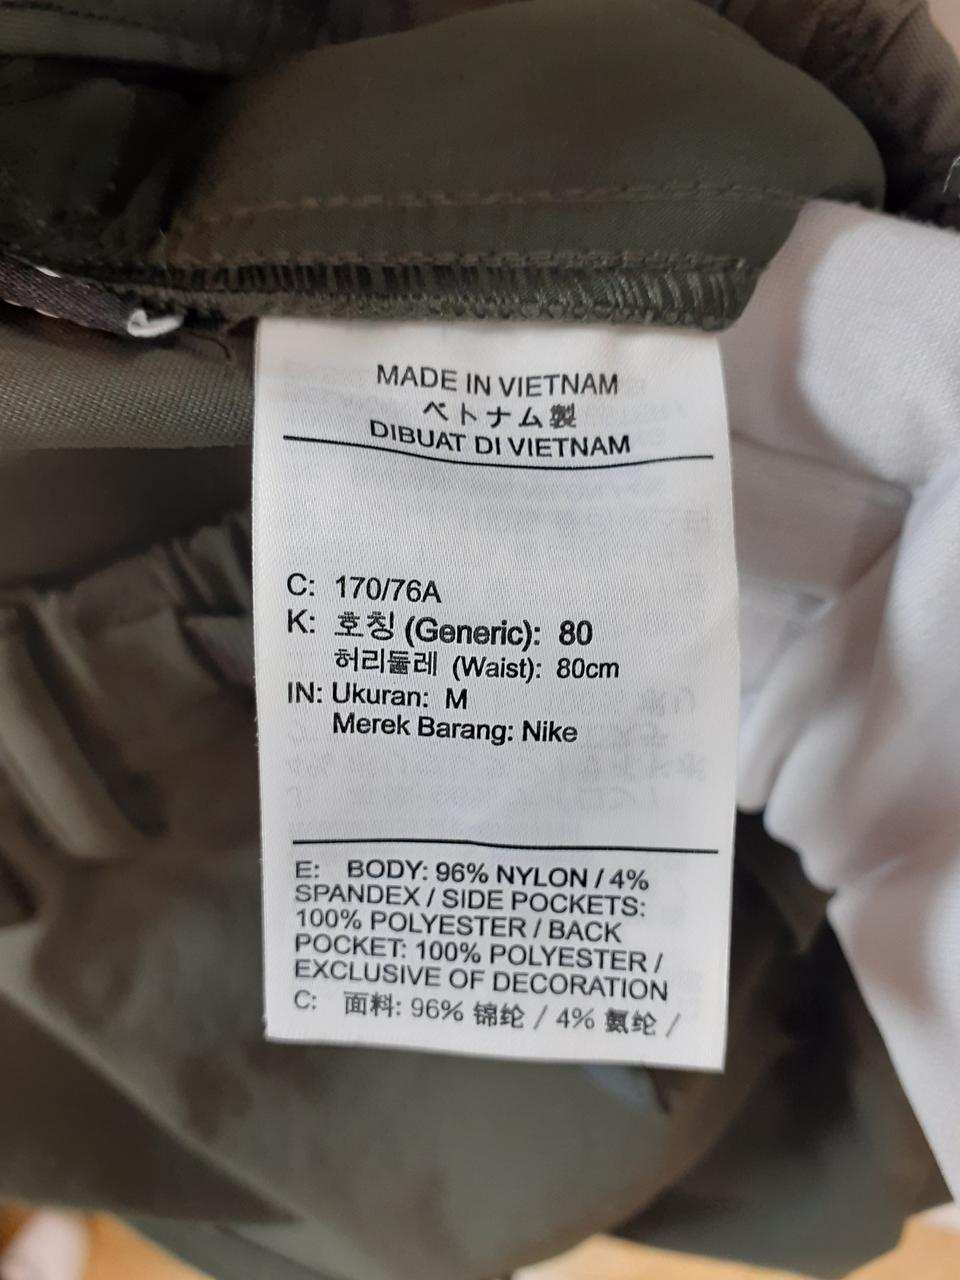 MADE IN VIETNAM
ベトナム製
DIBUAT DI VIETNAM
C: 170/76A
K: 호칭 (Generic): 80
허리둘레 (Waist): 80cm
IN: Ukuran: M
Merek Barang: Nike
E: BODY: 96% NYLON / 4%
SPANDEX / SIDE POCKETS:
100% POLYESTER / BACK
POCKET: 100% POLYESTER /
EXCLUSIVE OF DECORATION
C: 面料: 96% 锦纶 / 4% 氨纶 /